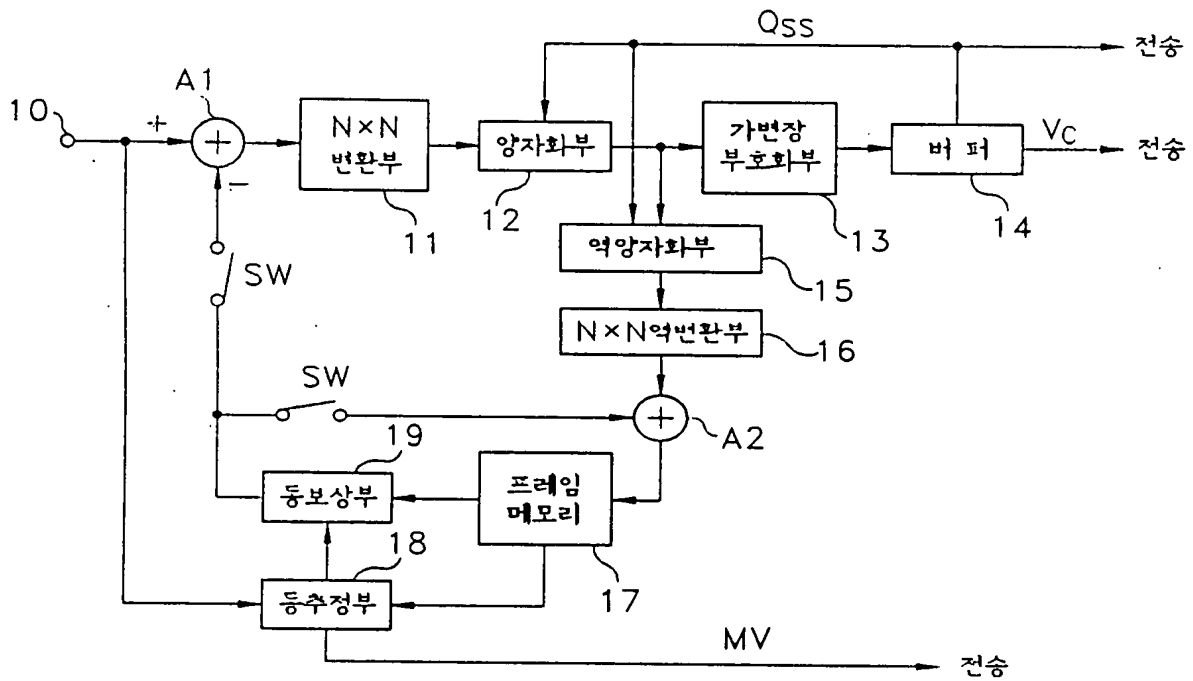 QSS
전송
A1
10
+
+
N×N
변환부
양자화부
가변장
부호화부
버퍼
VC
전송
−
11
12
13
14
SW
역양자화부
15
N×N역변환부
16
SW
+
A2
19
동보상부
프레임
메모리
18
17
동추정부
MV
전송